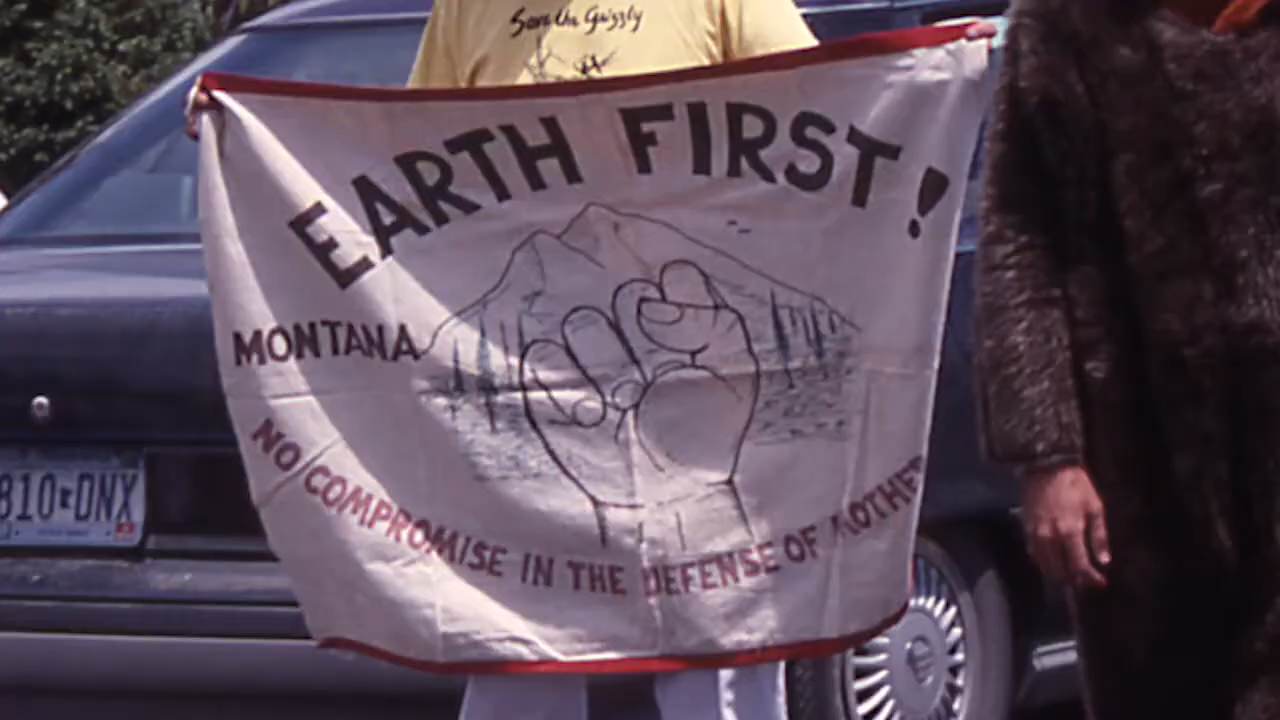 Save the Grizzly
EARTH FIRST!
MONTANA
NO COMPROMISE IN THE DEFENSE OF MOTHER
810 DNX